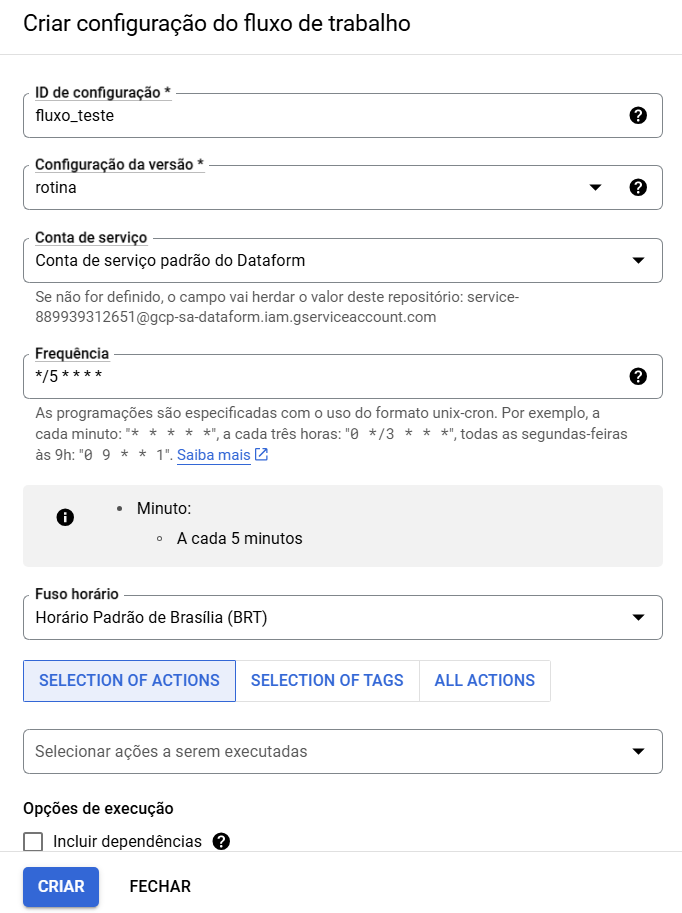 Criar configuração do fluxo de trabalho
ID de configuração *
fluxo_teste
Configuração da versão *
rotina
Conta de serviço
Conta de serviço padrão do Dataform
Se não for definido, o campo vai herdar o valor deste repositório: service-
889939312651@gcp-sa-dataform.iam.gserviceaccount.com
Frequência
*/5 * * * *
As programações são especificadas com o uso do formato unix-cron. Por exemplo, a
cada minuto: "* * * * *", a cada três horas: "0 */3 * * *", todas as segundas-feiras
às 9h: "0 9 * * 1". Saiba mais
Minuto:
A cada 5 minutos
Fuso horário
Horário Padrão de Brasília (BRT)
SELECTION OF ACTIONS SELECTION OF TAGS ALL ACTIONS
Selecionar ações a serem executadas
Opções de execução
Incluir dependências
CRIAR FECHAR